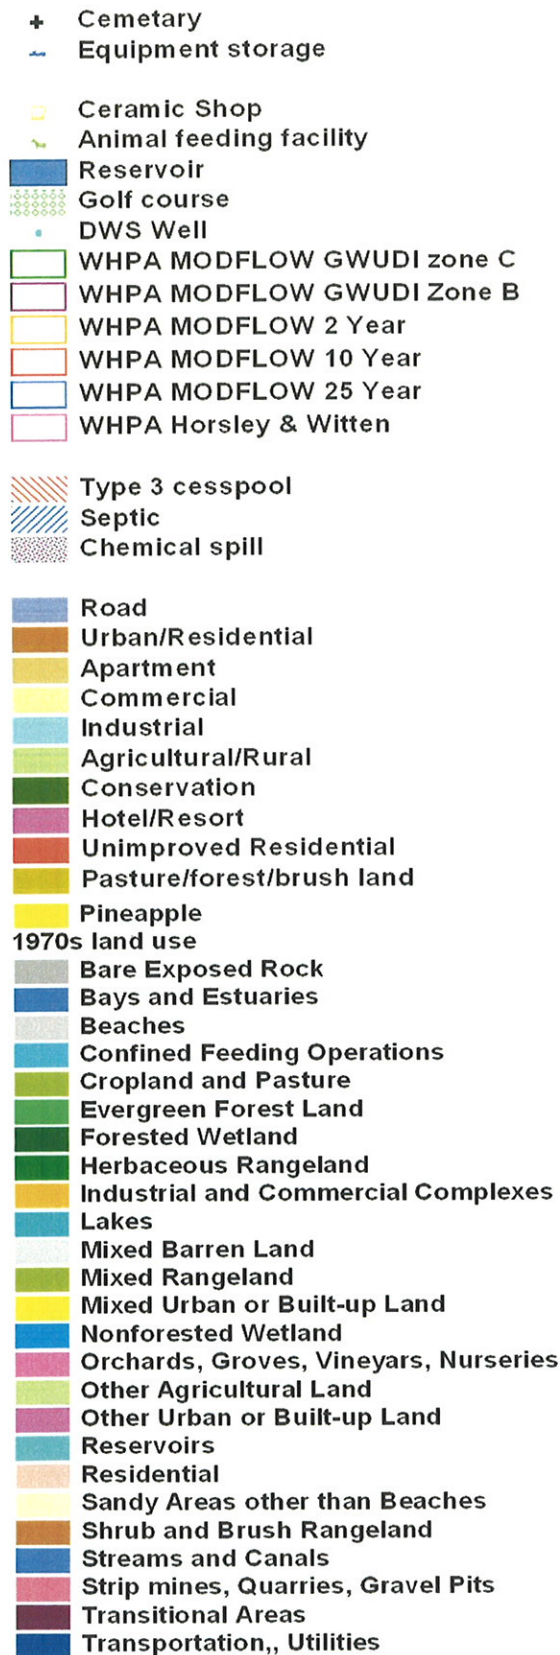 Cemetary
Equipment storage
Ceramic Shop
Animal feeding facility
Reservoir
Golf course
DWS Well
WHPA MODFLOW GWUDI zone C
WHPA MODFLOW GWUDI Zone B
WHPA MODFLOW 2 Year
WHPA MODFLOW 10 Year
WHPA MODFLOW 25 Year
WHPA Horsley & Witten
Type 3 cesspool
Septic
Chemical spill
Road
Urban/Residential
Apartment
Commercial
Industrial
Agricultural/Rural
Conservation
Hotel/Resort
Unimproved Residential
Pasture/forest/brush land
Pineapple
1970s land use
Bare Exposed Rock
Bays and Estuaries
Beaches
Confined Feeding Operations
Cropland and Pasture
Evergreen Forest Land
Forested Wetland
Herbaceous Rangeland
Industrial and Commercial Complexes
Lakes
Mixed Barren Land
Mixed Rangeland
Mixed Urban or Built-up Land
Nonforested Wetland
Orchards, Groves, Vineyars, Nurseries
Other Agricultural Land
Other Urban or Built-up Land
Reservoirs
Residential
Sandy Areas other than Beaches
Shrub and Brush Rangeland
Streams and Canals
Strip mines, Quarries, Gravel Pits
Transitional Areas
Transportation,, Utilities